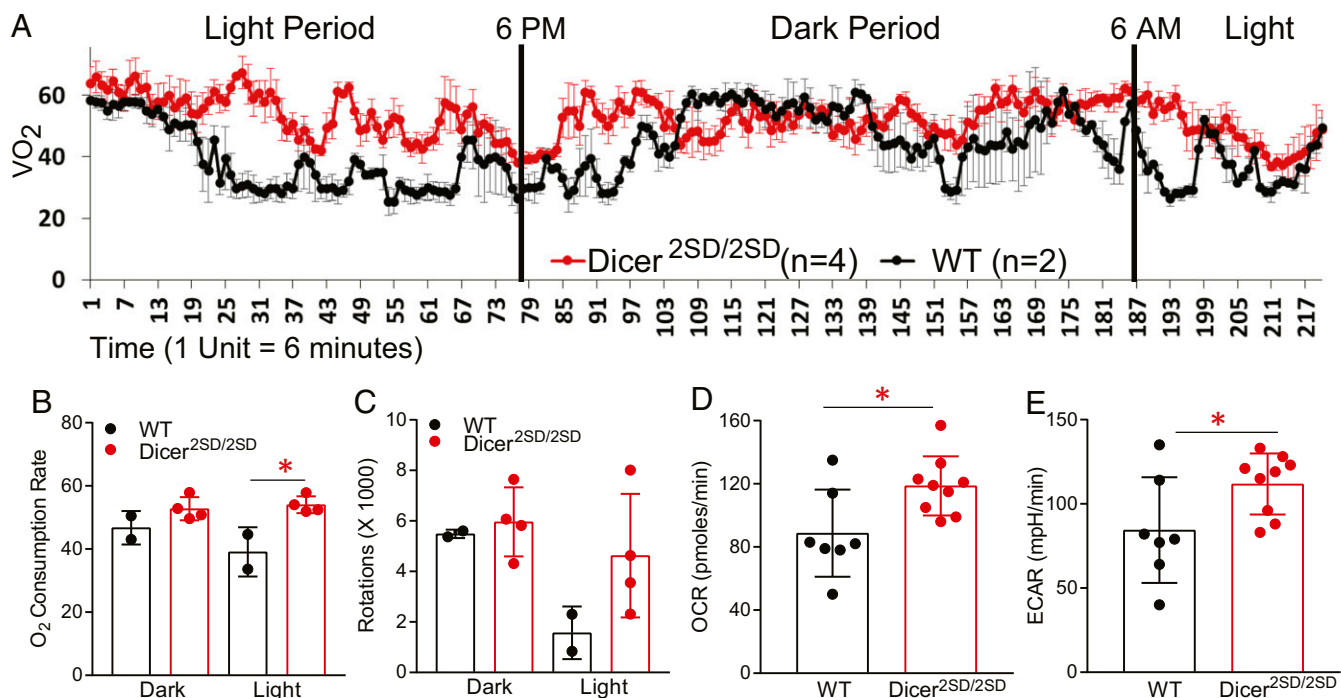 A Light Period 6 PM Dark Period 6 AM Light
VO2
60
40
20
0
Dicer 2SD/2SD (n=4) WT (n=2)
1 7 13 19 25 31 37 43 49 55 61 67 73 79 85 91 97 103 109 115 121 127 133 139 145 151 157 163 169 175 181 187 193 199 205 211 217
Time (1 Unit = 6 minutes)
B
O2 Consumption Rate
80
60
40
20
0
WT
Dicer2SD/2SD
*
Dark Light
C
Rotations (X 1000)
10
8
6
4
2
0
WT
Dicer2SD/2SD
Dark Light
D
OCR (pmoles/min)
160
120
80
40
0
*
WT Dicer2SD/2SD
E
ECAR (mpH/min)
150
100
50
0
*
WT Dicer2SD/2SD